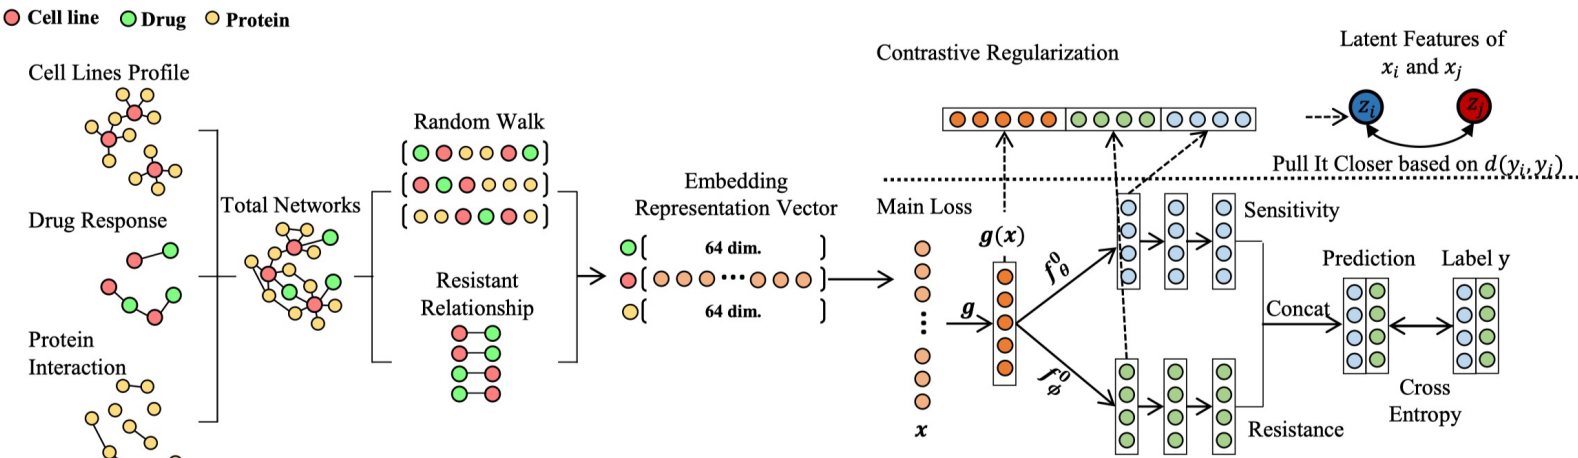 Cell line Drug Protein
Cell Lines Profile
Drug Response
Protein
Interaction
Total Networks
Random Walk
Resistant
Relationship
Embedding
Representation Vector
64 dim.
64 dim.
Contrastive Regularization
Main Loss
x
g
g(x)
f_θ^0
f_ϕ^0
Sensitivity
Resistance
Concat
Prediction
Label y
Cross
Entropy
Latent Features of
x_i and x_j
z_i
z_j
Pull It Closer based on d(y_i, y_j)